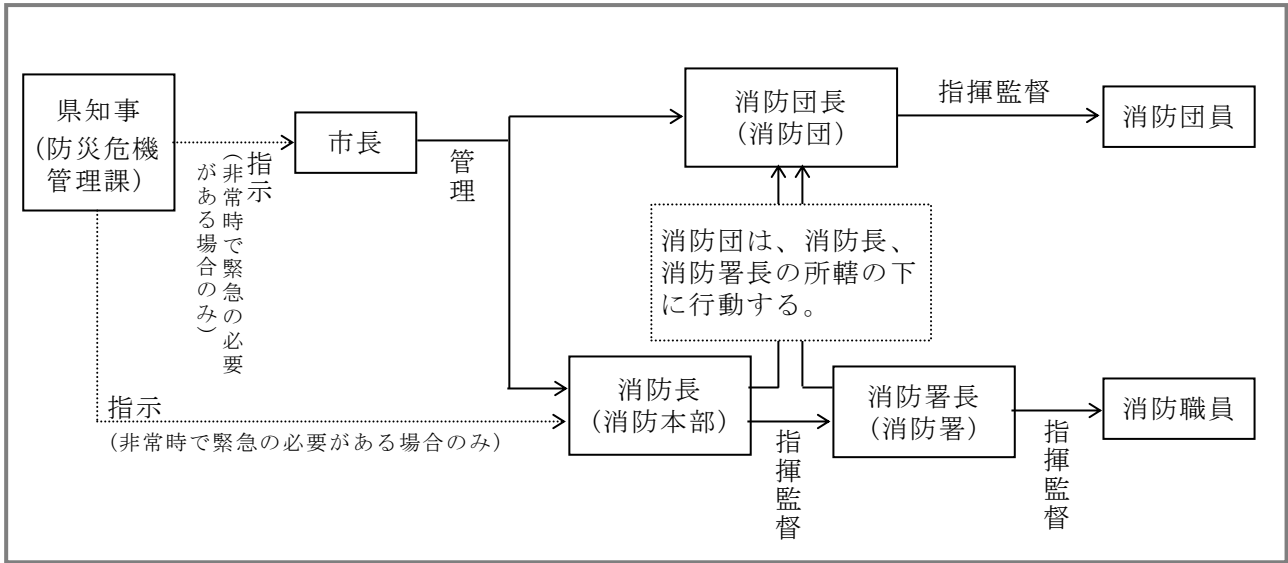 県知事
(防災危機
管理課)
指示
(非常時で緊急の必要
がある場合のみ)
市長
管理
消防団長
(消防団)
指揮監督
消防団員
消防団は、消防長、
消防署長の所轄の下
に行動する。
指示
(非常時で緊急の必要がある場合のみ)
消防長
(消防本部)
指揮監督
消防署長
(消防署)
指揮監督
消防職員